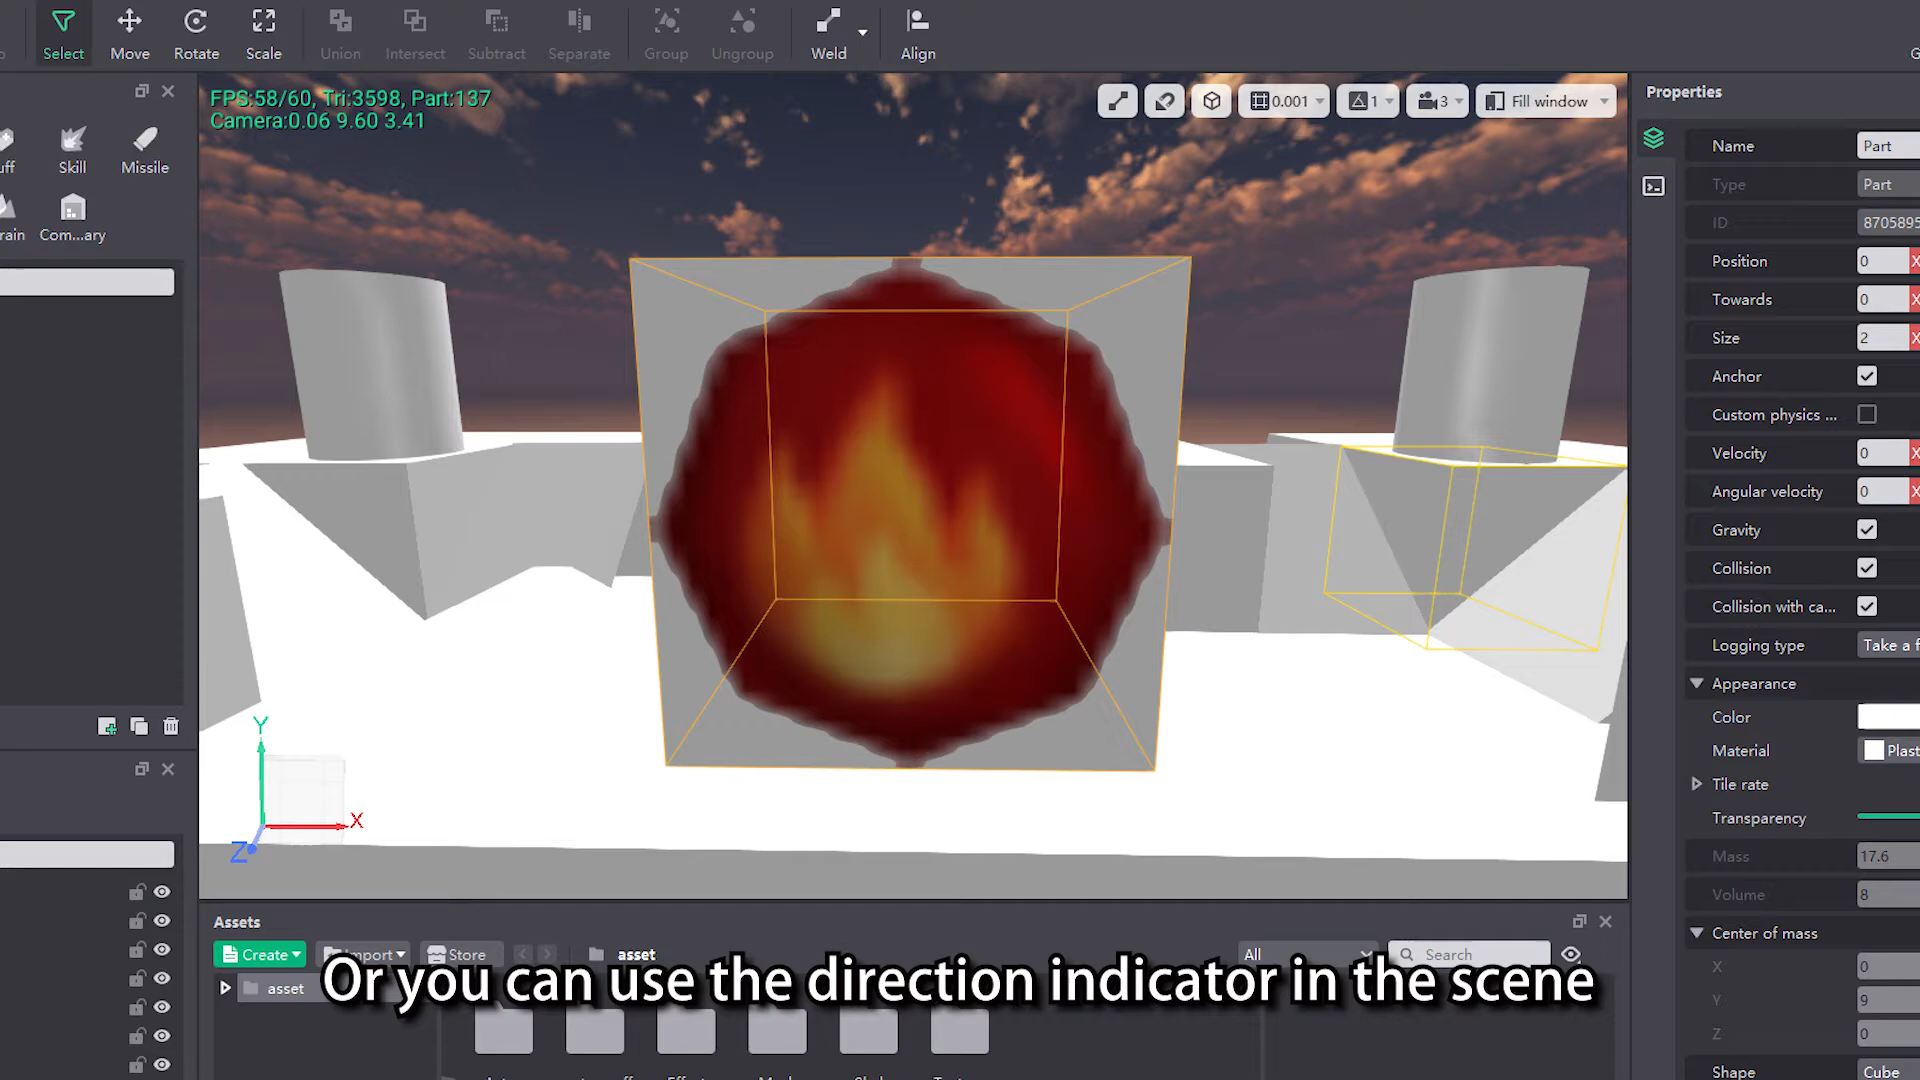 Select Move Rotate Scale Union Intersect Subtract Separate Group Ungroup Weld Align
FPS:58/60, Tri:3598, Part:137
Camera:0.06 9.60 3.41
0.001 1 3 Fill window
Skill Missile
Com...ary
Y
X
Z
Properties
Name Part
Type Part
ID 8705895
Position 0 X
Towards 0 X
Size 2 X
Anchor
Custom physics ...
Velocity 0 X
Angular velocity 0 X
Gravity
Collision
Collision with ca...
Logging type Take a f
Appearance
Color
Material Plast
Tile rate
Transparency
Mass 17.6
Volume 8
Center of mass
X 0
Y 9
Z 0
Shape Cube
Assets
Create Import Store asset All Search
asset
Or you can use the direction indicator in the scene